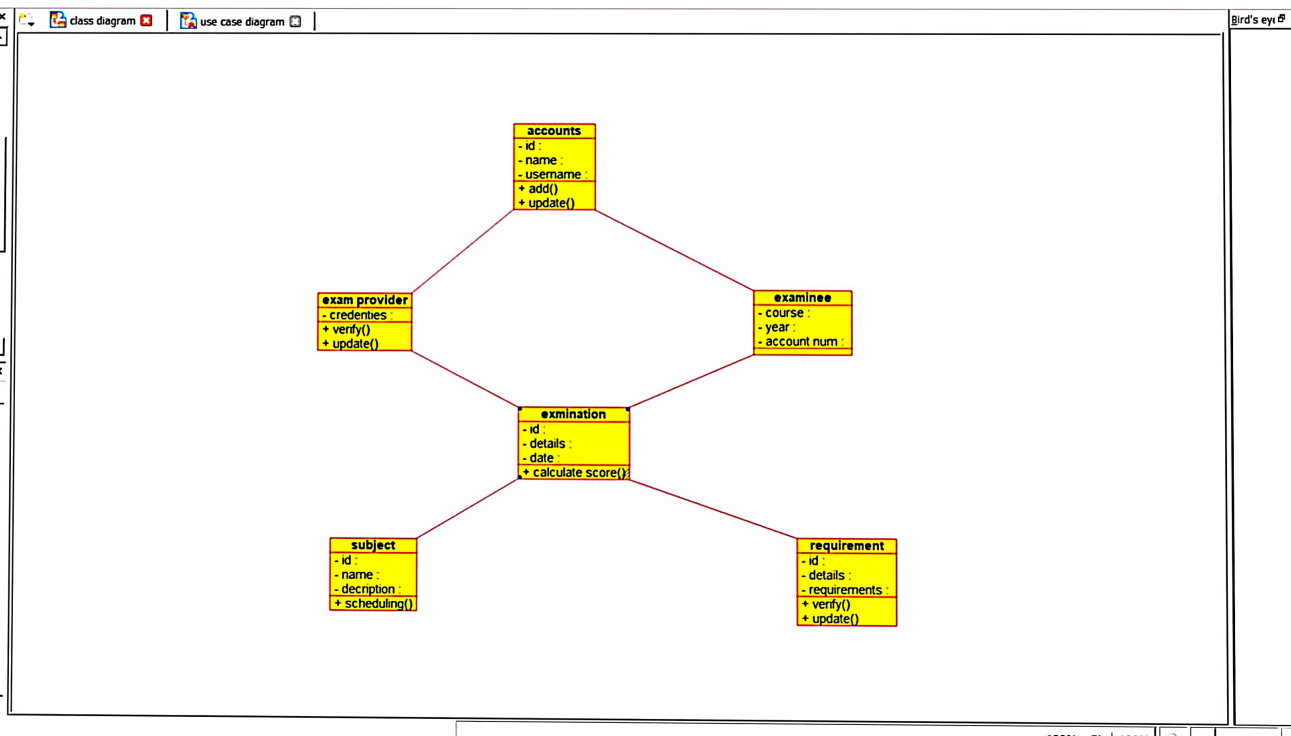 class diagram
use case diagram
Bird's eye
accounts
- id :
- name :
- username :
+ add()
+ update()
exam provider
- credenties :
+ verify()
+ update()
examinee
- course :
- year :
- account num :
exmination
- id :
- details :
- date :
+ calculate score()
subject
- id :
- name :
- decription :
+ scheduling()
requirement
- id :
- details :
- requirements :
+ verify()
+ update()